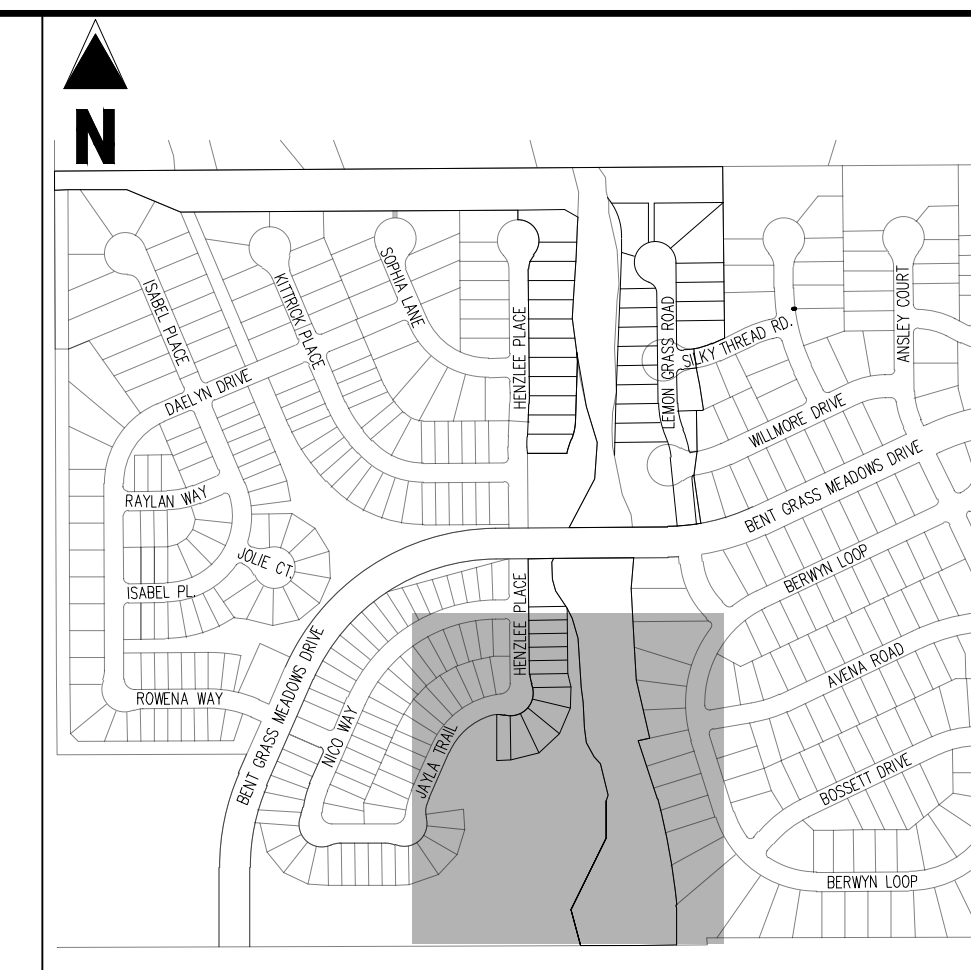 N
ISABEL PLACE
KITTRICK PLACE
SOPHIA LANE
HENZLEE PLACE
LEMON GRASS ROAD
SILKY THREAD RD.
ANSLEY COURT
DAELYN DRIVE
WILLMORE DRIVE
BENT GRASS MEADOWS DRIVE
RAYLAN WAY
JOLIE CT.
ISABEL PL.
BERWYN LOOP
HENZLEE PLACE
AVENA ROAD
ROWENA WAY
BENT GRASS MEADOWS DRIVE
NICO WAY
JAYLA TRAIL
BOSSETT DRIVE
BERWYN LOOP